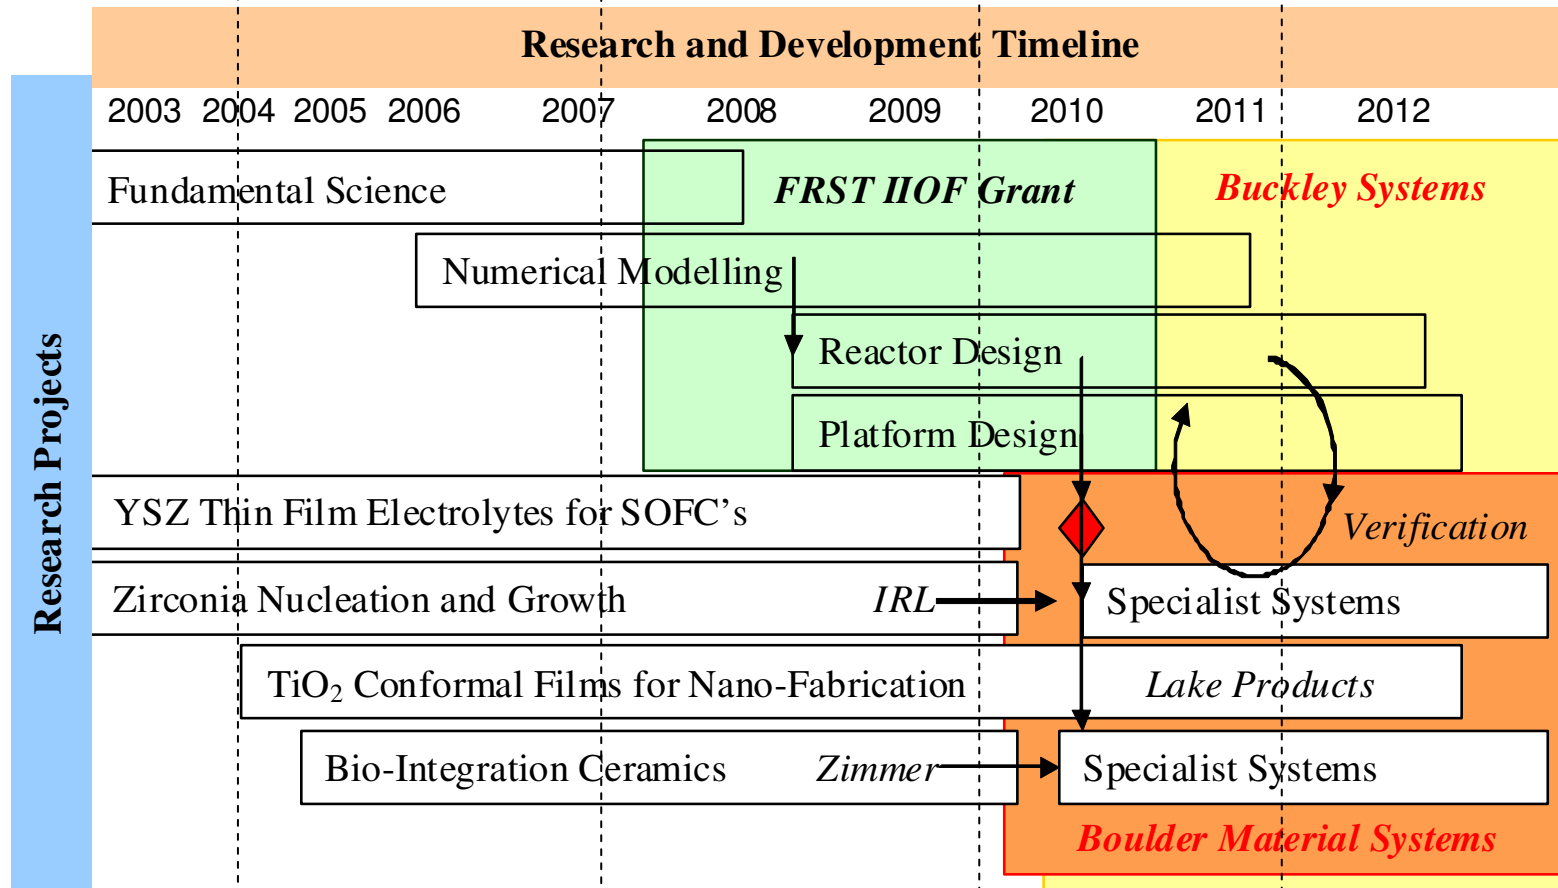 Research and Development Timeline
2003 2004 2005 2006 2007 2008 2009 2010 2011 2012
Research Projects
Fundamental Science
FRST IIOF Grant
Buckley Systems
Numerical Modelling
Reactor Design
Platform Design
YSZ Thin Film Electrolytes for SOFC’s
Verification
Zirconia Nucleation and Growth
IRL
Specialist Systems
TiO₂ Conformal Films for Nano-Fabrication
Lake Products
Bio-Integration Ceramics
Zimmer
Specialist Systems
Boulder Material Systems